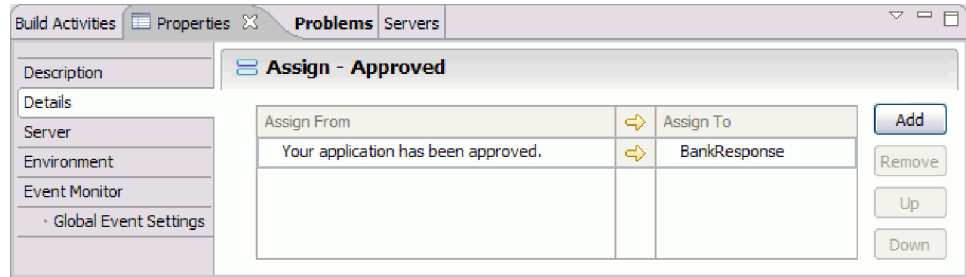 Build Activities Properties Problems Servers
Assign - Approved
Description
Details
Server
Environment
Event Monitor
Global Event Settings
Assign From Assign To
Your application has been approved. BankResponse
Add
Remove
Up
Down